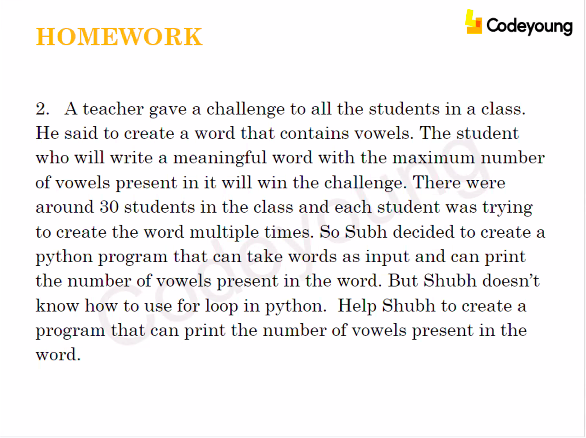 HOMEWORK
Codeyoung
2. A teacher gave a challenge to all the students in a class.
He said to create a word that contains vowels. The student
who will write a meaningful word with the maximum number
of vowels present in it will win the challenge. There were
around 30 students in the class and each student was trying
to create the word multiple times. So Subh decided to create a
python program that can take words as input and can print
the number of vowels present in the word. But Shubh doesn’t
know how to use for loop in python. Help Shubh to create a
program that can print the number of vowels present in the
word.
Codeyoung